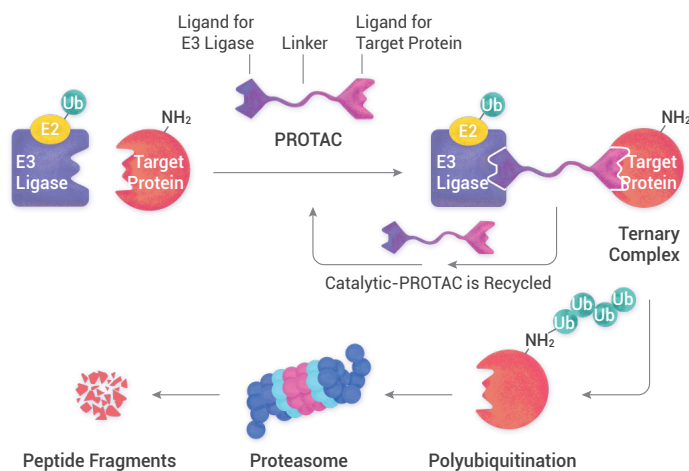 Ligand for
E3 Ligase
Linker
Ligand for
Target Protein
Ub
E2
E3
Ligase
NH2
Target
Protein
PROTAC
Ub
E2
E3
Ligase
NH2
Target
Protein
Ternary
Complex
Catalytic-PROTAC is Recycled
Ub
Ub
Ub
Ub
NH2
Peptide Fragments
Proteasome
Polyubiquitination